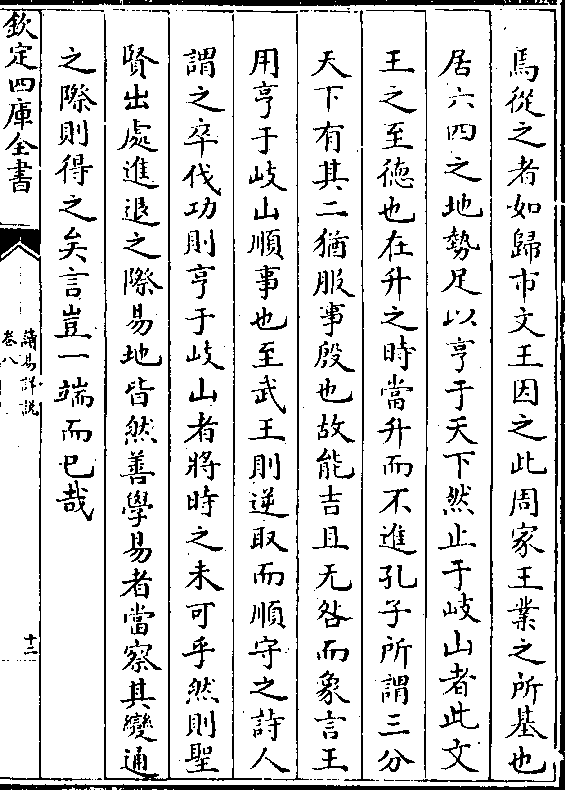 焉從之者如歸市文王因之此周家王業之所基也
居六四之地勢足以亨于天下然止于岐山者此文
王之至德也在升之時當升而不進孔子所謂三分
天下有其二猶服事殷也故能吉且无咎而象言王
用亨于岐山順事也至武王則逆取而順守之詩人
謂之卒伐功則亨于岐山者將時之未可乎然則聖
賢出處進退之際易地皆然善學易者當察其變通
之際則得之矣言豈一端而已哉
欽定四庫全書
讀易詳說
卷八
十二